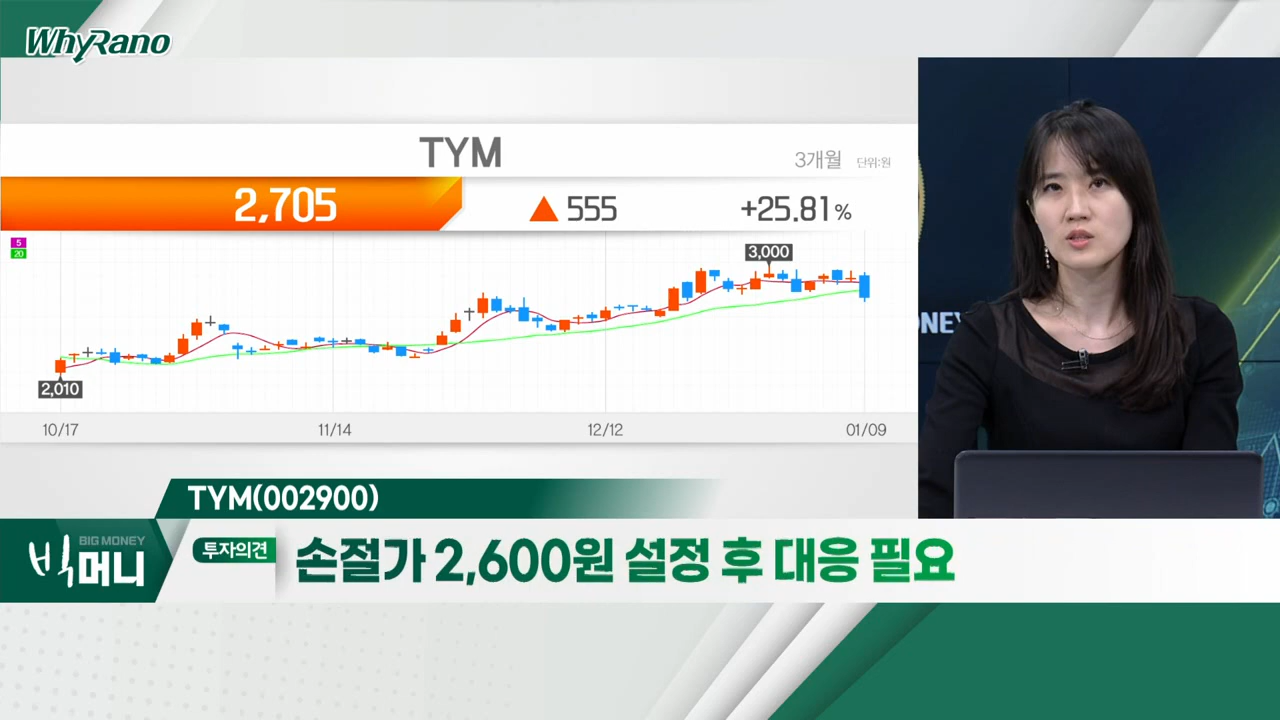 WhyRano
TYM
3개월 단위:원
2,705 ▲ 555 +25.81%
5
20
3,000
2,010
10/17 11/14 12/12 01/09
ONEY
TYM(002900)
BIG MONEY
빅머니
투자의견
손절가 2,600원 설정 후 대응 필요